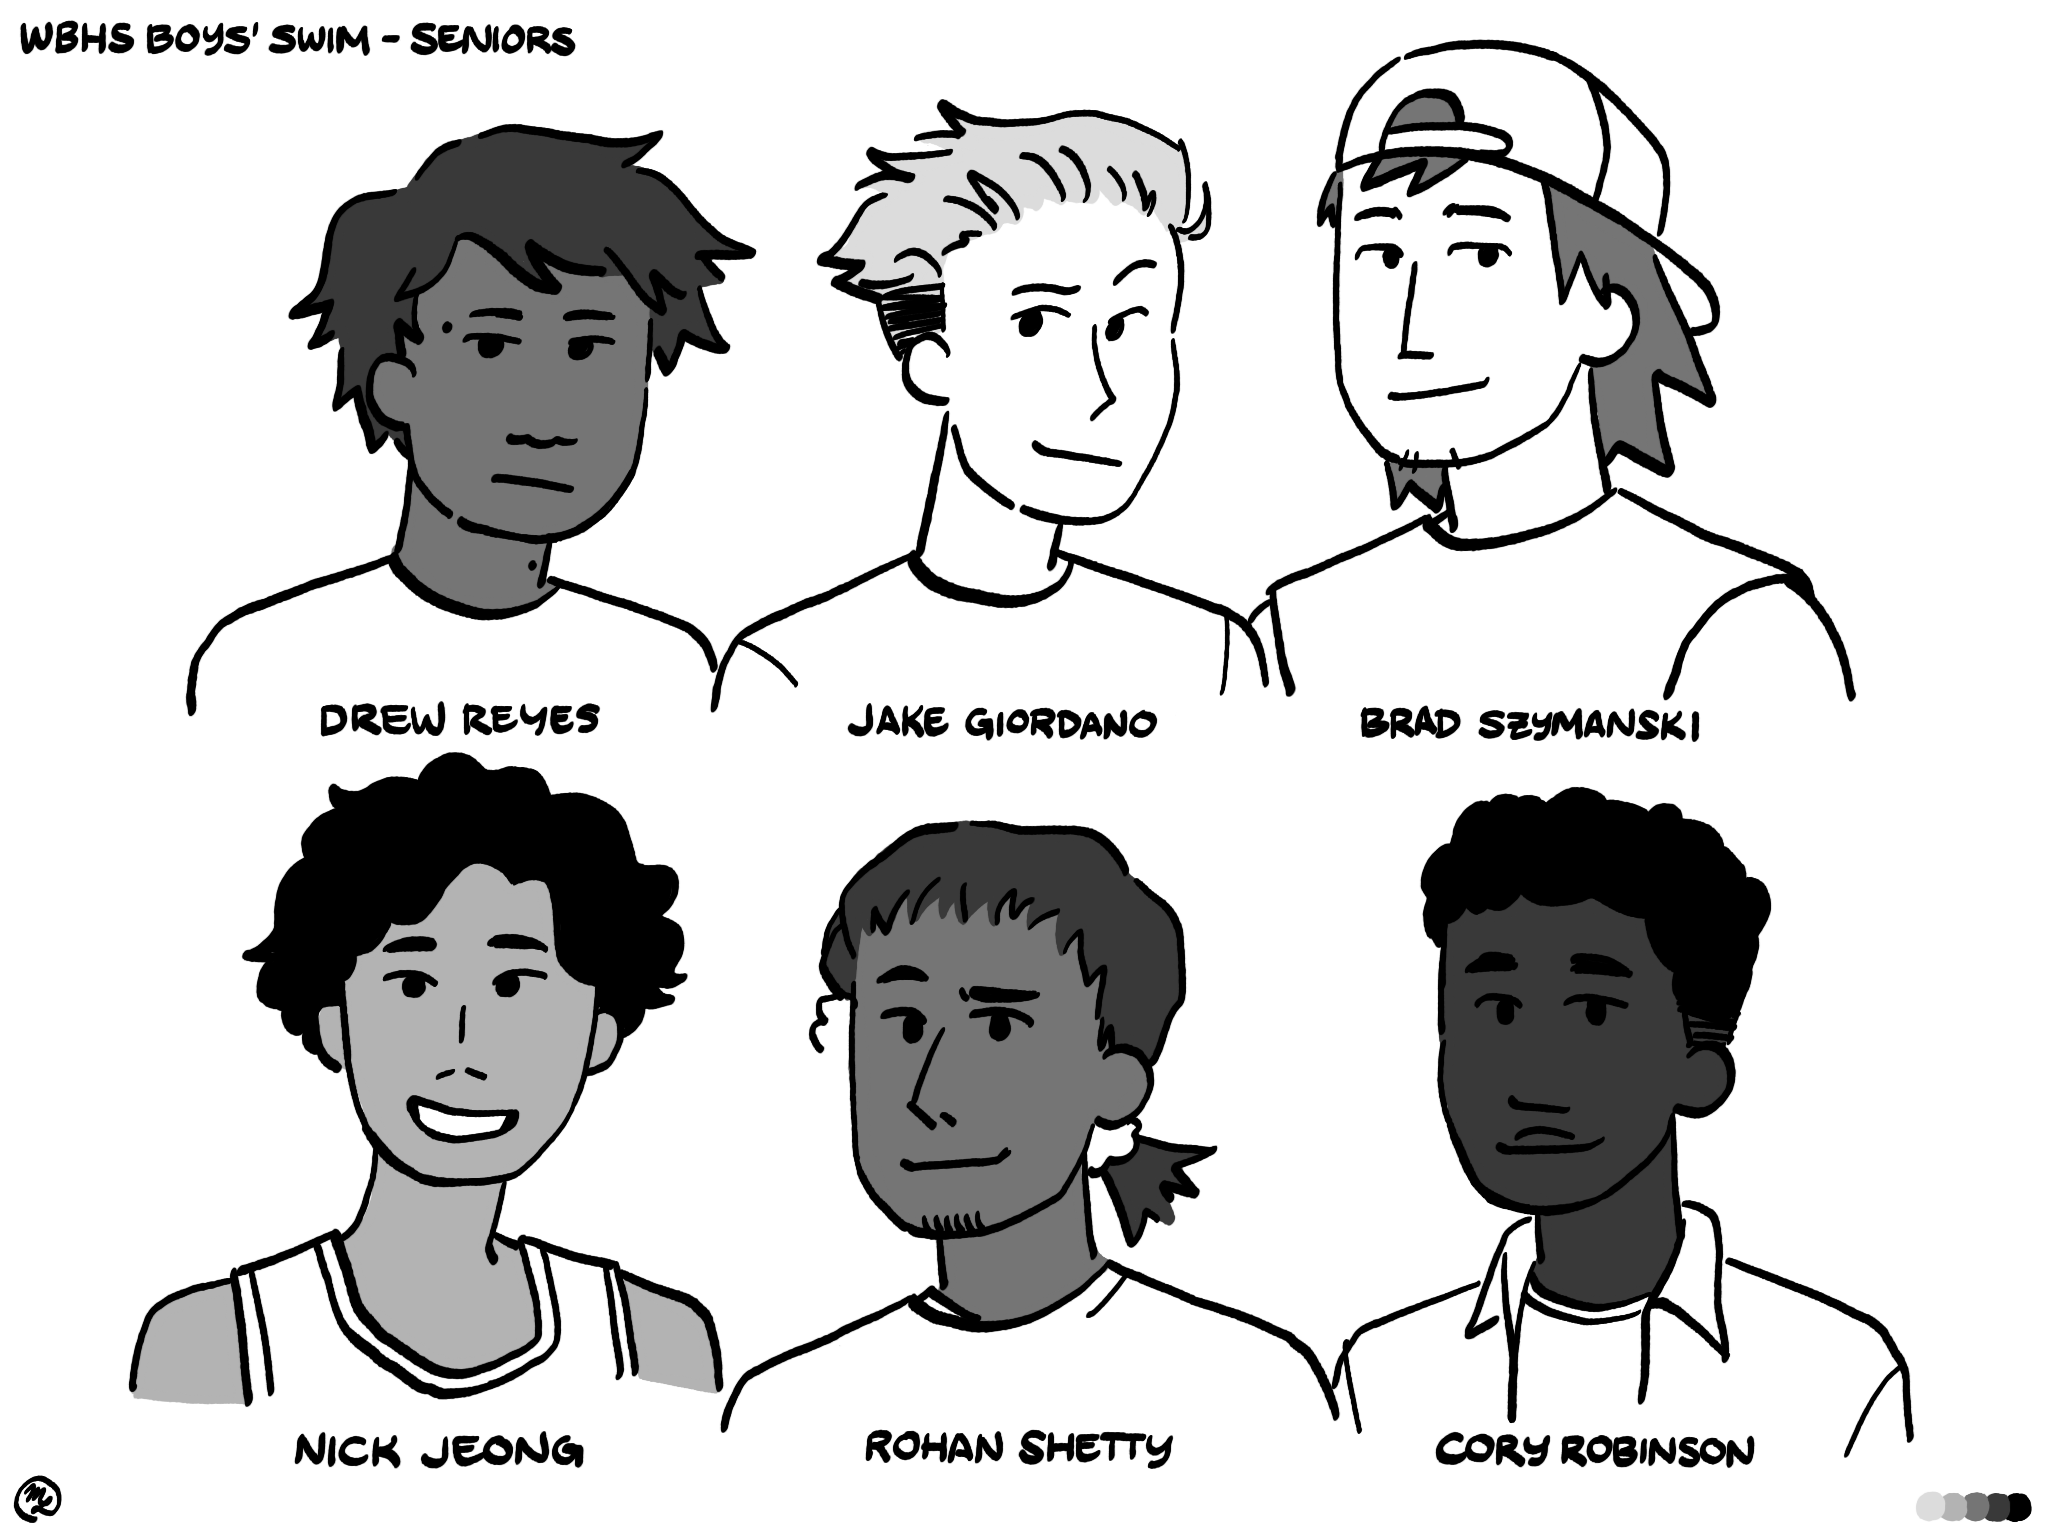 WBHS BOYS' SWIM - SENIORS
DREW REYES
JAKE GIORDANO
BRAD SZYMANSKI
NICK JEONG
ROHAN SHETTY
CORY ROBINSON